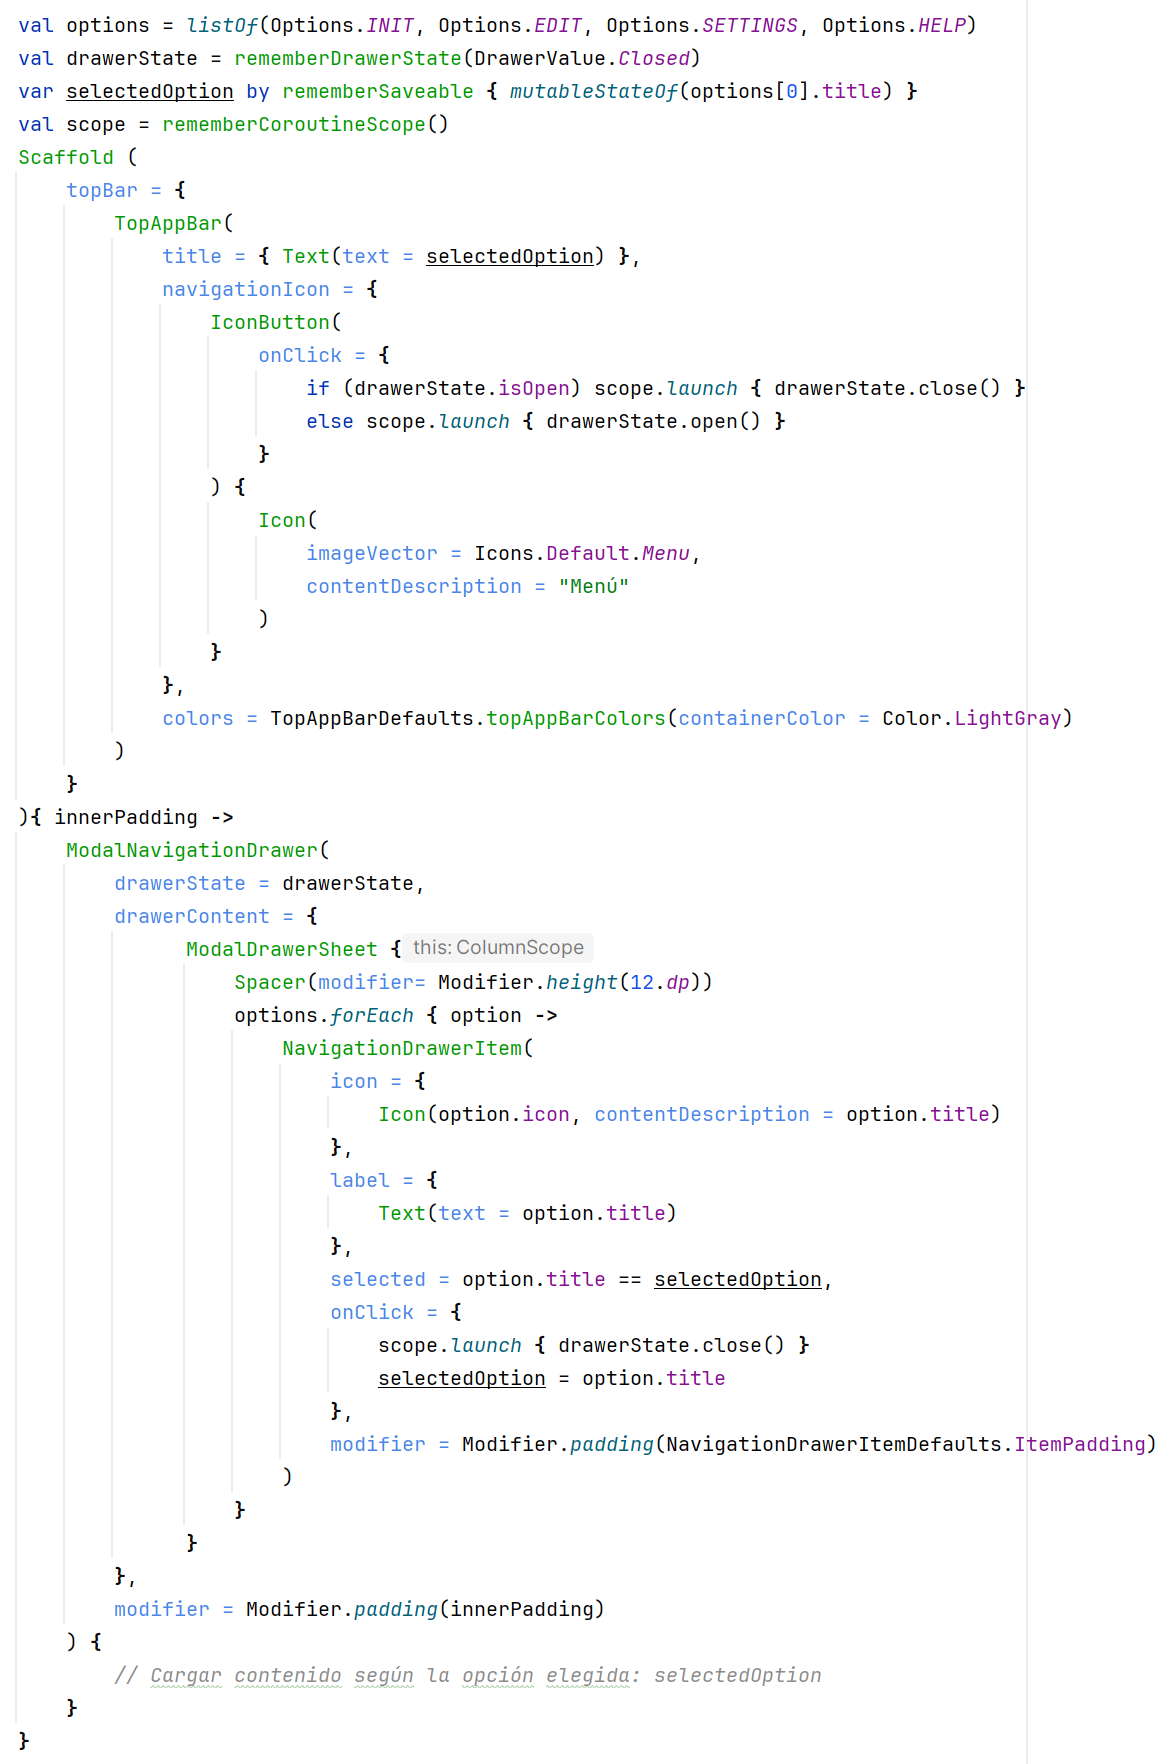 val options = listOf(Options.INIT, Options.EDIT, Options.SETTINGS, Options.HELP)
val drawerState = rememberDrawerState(DrawerValue.Closed)
var selectedOption by rememberSaveable { mutableStateOf(options[0].title) }
val scope = rememberCoroutineScope()
Scaffold (
    topBar = {
        TopAppBar(
            title = { Text(text = selectedOption) },
            navigationIcon = {
                IconButton(
                    onClick = {
                        if (drawerState.isOpen) scope.launch { drawerState.close() }
                        else scope.launch { drawerState.open() }
                    }
                ) {
                    Icon(
                        imageVector = Icons.Default.Menu,
                        contentDescription = "Menú"
                    )
                }
            },
            colors = TopAppBarDefaults.topAppBarColors(containerColor = Color.LightGray)
        )
    }
){ innerPadding ->
    ModalNavigationDrawer(
        drawerState = drawerState,
        drawerContent = {
              ModalDrawerSheet { this: ColumnScope
                  Spacer(modifier= Modifier.height(12.dp))
                  options.forEach { option ->
                      NavigationDrawerItem(
                          icon = {
                              Icon(option.icon, contentDescription = option.title)
                          },
                          label = {
                              Text(text = option.title)
                          },
                          selected = option.title == selectedOption,
                          onClick = {
                              scope.launch { drawerState.close() }
                              selectedOption = option.title
                          },
                          modifier = Modifier.padding(NavigationDrawerItemDefaults.ItemPadding)
                      )
                  }
              }
        },
        modifier = Modifier.padding(innerPadding)
    ) {
        // Cargar contenido según la opción elegida: selectedOption
    }
}